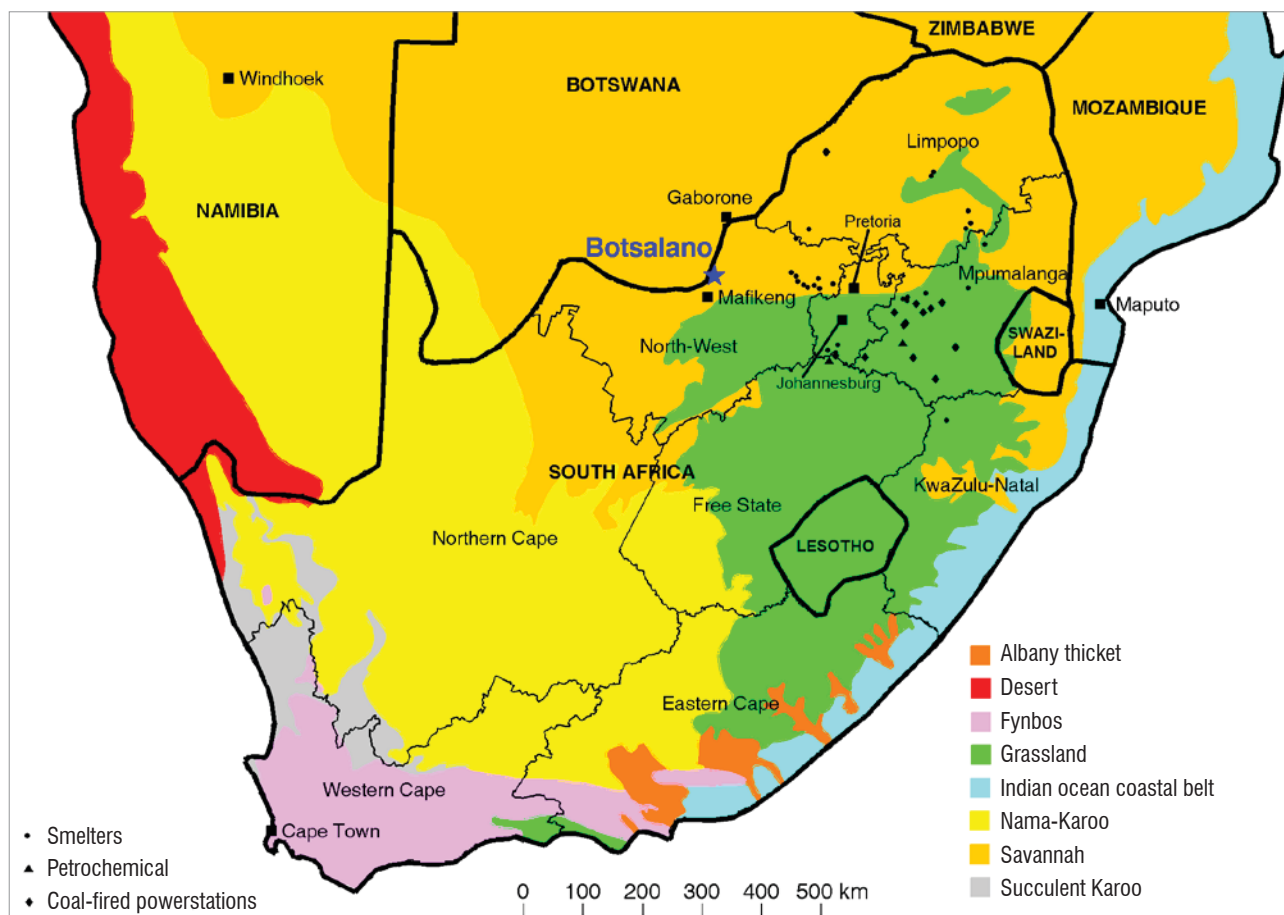 ZIMBABWE
Windhoek
BOTSWANA
MOZAMBIQUE
Limpopo
Gaborone
NAMIBIA
Pretoria
Botsalano
Mpumalanga
Mafikeng
Maputo
SWAZI-
LAND
North-West
Johannesburg
SOUTH AFRICA
KwaZulu-Natal
Free State
Northern Cape
LESOTHO
Eastern Cape
Western Cape
Cape Town
Albany thicket
Desert
Fynbos
Grassland
Indian ocean coastal belt
Nama-Karoo
Savannah
Succulent Karoo
Smelters
Petrochemical
Coal-fired powerstations
0 100 200 300 400 500 km